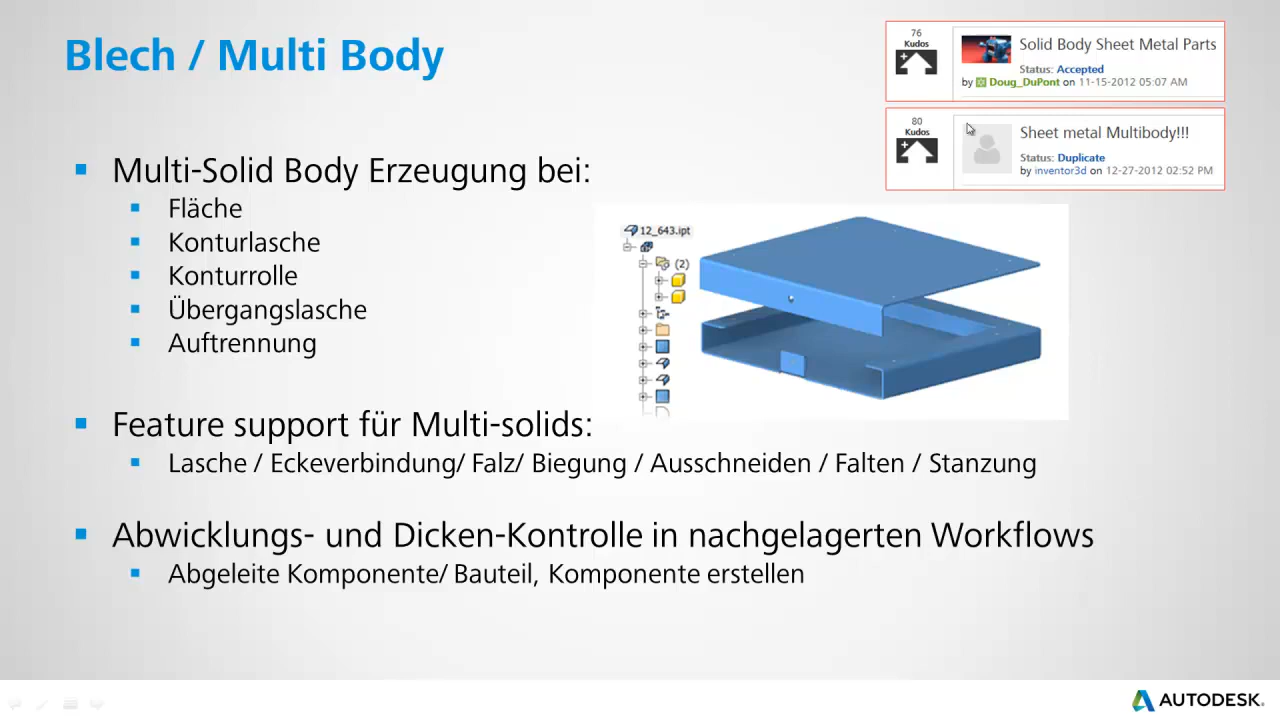 Blech / Multi Body
76
Kudos
Solid Body Sheet Metal Parts
Status: Accepted
by Doug_DuPont on 11-15-2012 05:07 AM
80
Kudos
Sheet metal Multibody!!!
Status: Duplicate
by inventor3d on 12-27-2012 02:52 PM
Multi-Solid Body Erzeugung bei:
Fläche
Konturlasche
Konturrolle
Übergangslasche
Auftrennung
12_643.ipt
(2)
Feature support für Multi-solids:
Lasche / Eckeverbindung/ Falz/ Biegung / Ausschneiden / Falten / Stanzung
Abwicklungs- und Dicken-Kontrolle in nachgelagerten Workflows
Abgeleite Komponente/ Bauteil, Komponente erstellen
AUTODESK.